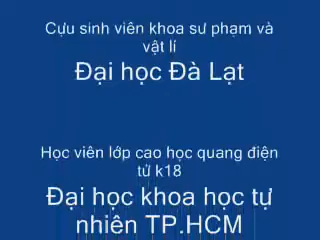 Cựu sinh viên khoa sư phạm và
vật lí
Đại học Đà Lạt
Học viên lớp cao học quang điện
tử k18
Đại học khoa học tự
nhiên TP.HCM